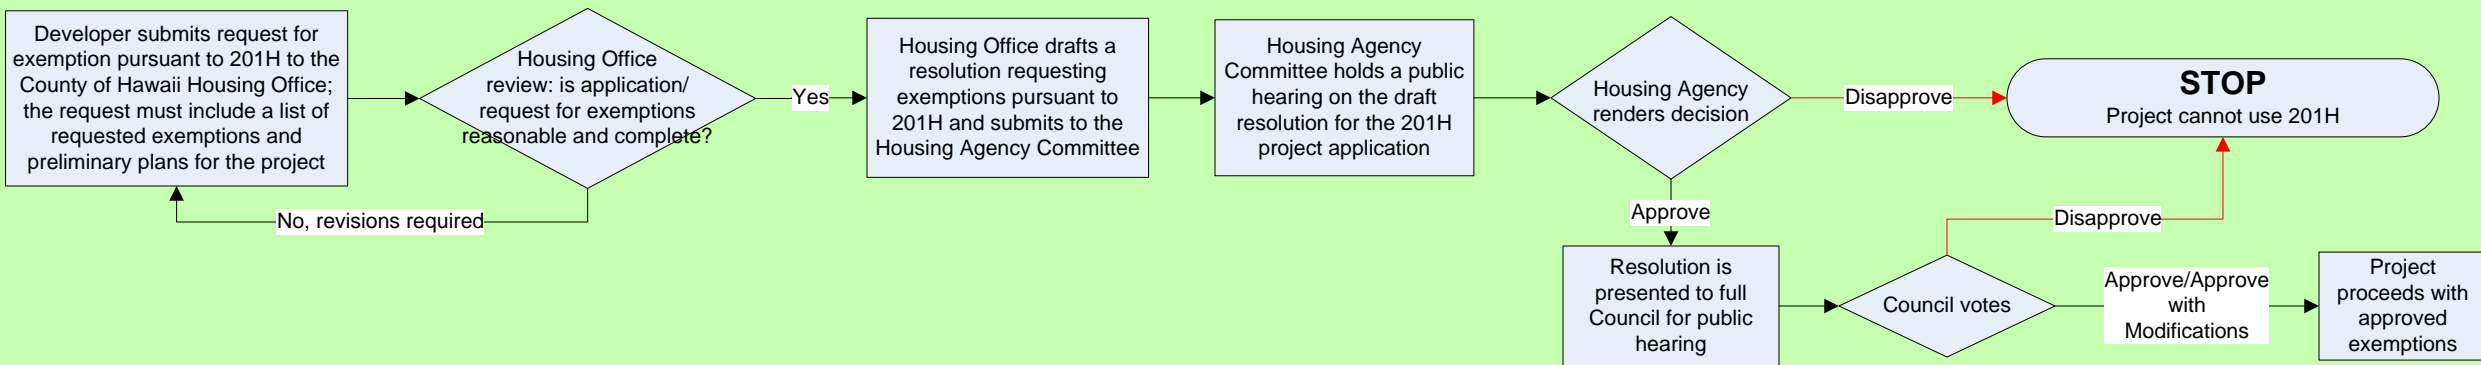 Developer submits request for
exemption pursuant to 201H to the
County of Hawaii Housing Office;
the request must include a list of
requested exemptions and
preliminary plans for the project
Housing Office
review: is application/
request for exemptions
reasonable and complete?
No, revisions required
Yes
Housing Office drafts a
resolution requesting
exemptions pursuant to
201H and submits to the
Housing Agency Committee
Housing Agency
Committee holds a public
hearing on the draft
resolution for the 201H
project application
Housing Agency
renders decision
Disapprove
STOP
Project cannot use 201H
Approve
Resolution is
presented to full
Council for public
hearing
Council votes
Disapprove
Approve/Approve
with
Modifications
Project
proceeds with
approved
exemptions